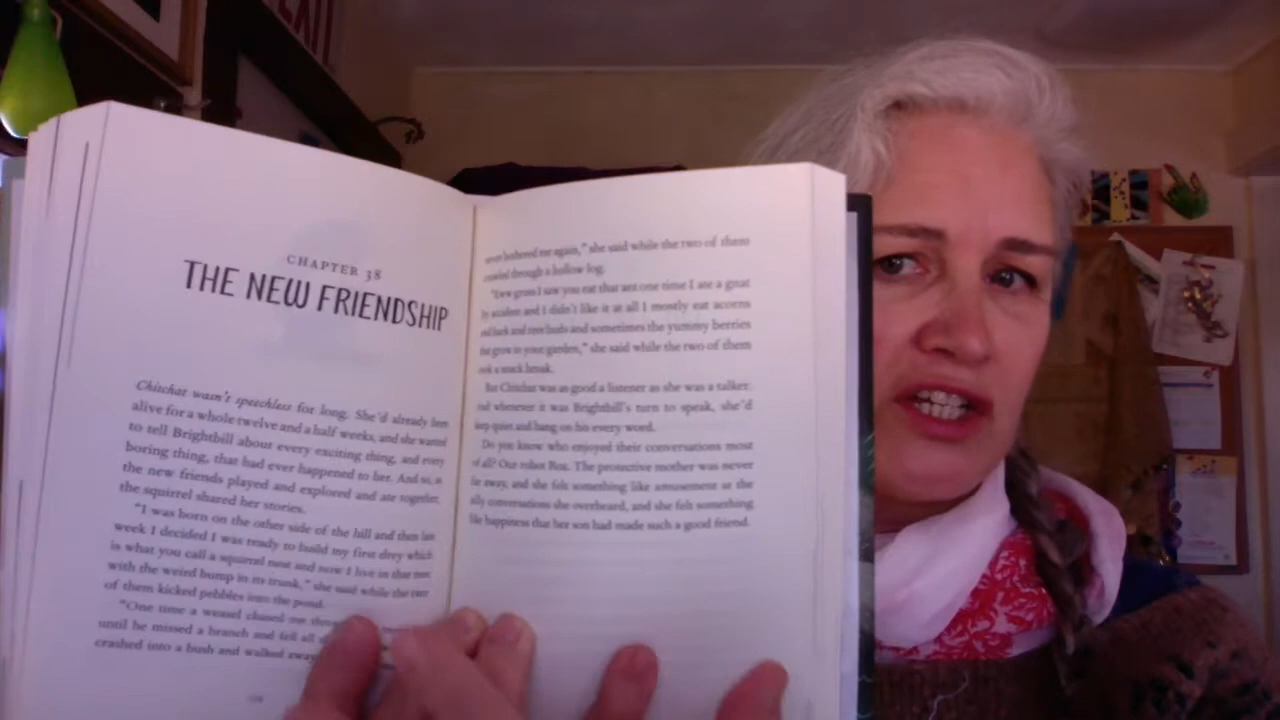 EXIT
CHAPTER 38
THE NEW FRIENDSHIP
Chitchat wasn't speechless for long. She'd already been
alive for a whole twelve and a half weeks, and she wanted
to tell Brightbill about every exciting thing, and every
boring thing, that had ever happened to her. And so, as
the new friends played and explored and ate together,
the squirrel shared her stories.
"I was born on the other side of the hill and then last
week I decided I was ready to build my first drey which
is what you call a squirrel nest and now I live in that tree
with the weird bump in its trunk," she said while the two
of them kicked pebbles into the pond.
"One time a weasel chased me
until he missed a branch and fell all
crashed into a bush and walked away
never bothered me again," she said while the two of them
crawled through a hollow log.
"Last I saw you eat that ant one time I ate a gnat
by accident and I didn't like it at all I mostly eat acorns
and bark and tree buds and sometimes the yummy berries
that grow in your garden," she said while the two of them
took a snack break.
But Chitchat was as good a listener as she was a talker.
And whenever it was Brightbill's turn to speak, she'd
keep quiet and hang on his every word.
Do you know who enjoyed their conversations most
of all? Our robot Roz. The protective mother was never
far away, and she felt something like amusement at the
silly conversations she overheard, and she felt something
like happiness that her son had made such a good friend.